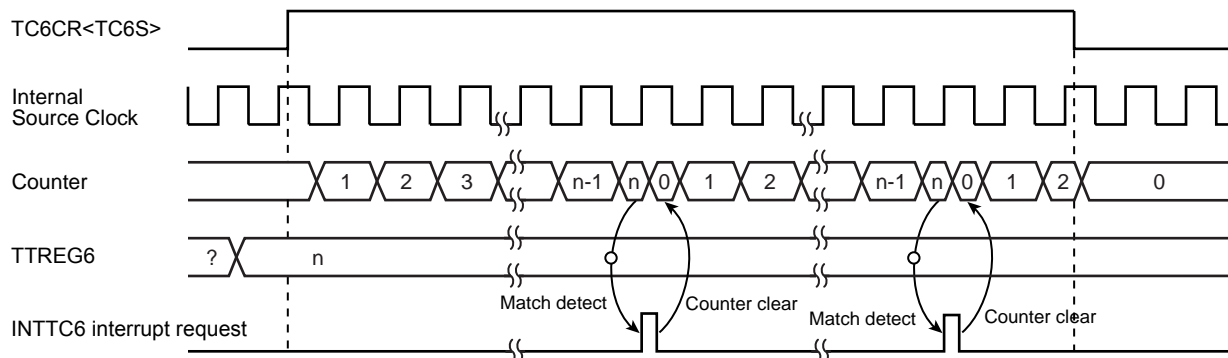 TC6CR<TC6S>
Internal
Source Clock
Counter
1 2 3 n-1 n 0 1 2 n-1 n 0 1 2 0
TTREG6
? n
Match detect Counter clear Match detect Counter clear
INTTC6 interrupt request